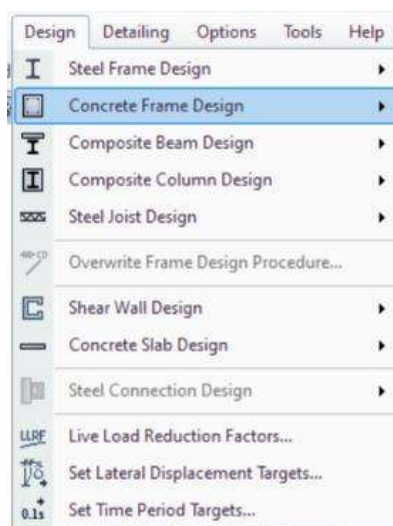 Design Detailing Options Tools Help
Steel Frame Design
Concrete Frame Design
Composite Beam Design
Composite Column Design
Steel Joist Design
Overwrite Frame Design Procedure...
Shear Wall Design
Concrete Slab Design
Steel Connection Design
LLRF Live Load Reduction Factors...
Set Lateral Displacement Targets...
0.1s Set Time Period Targets...